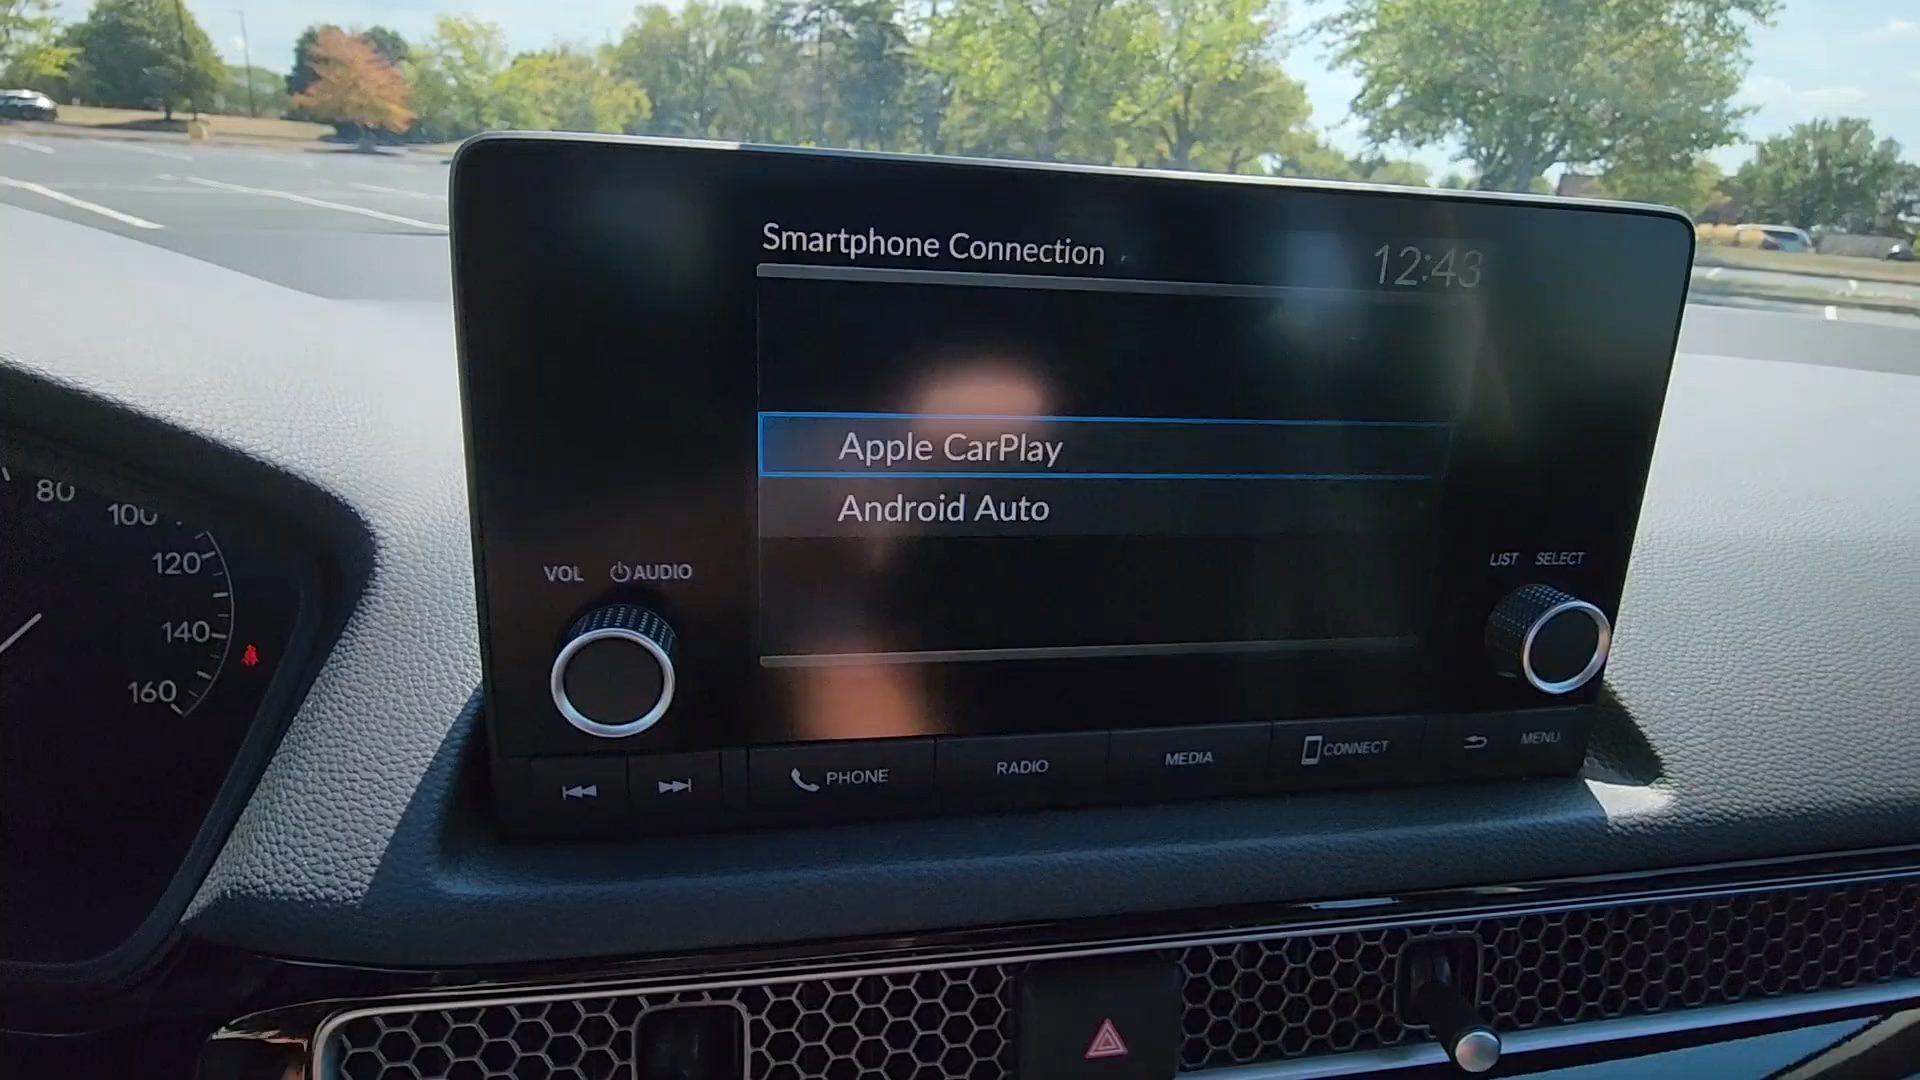 Smartphone Connection
12:43
Apple CarPlay
Android Auto
VOL AUDIO
LIST SELECT
80
100
120
140
160
PHONE
RADIO
MEDIA
CONNECT
MENU